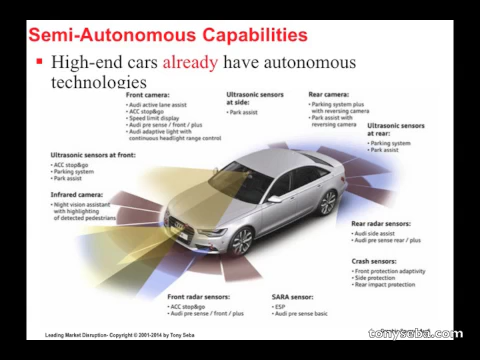 Semi-Autonomous Capabilities
▪ High-end cars already have autonomous
technologies
Front camera:
• Audi active lane assist
• ACC stop&go
• Speed limit display
• Audi pre sense / front / plus
• Audi adaptive light with
continuous headlight range control
Ultrasonic sensors
at side:
• Park assist
Rear camera:
• Parking system plus
with reversing camera
• Park assist with
reversing camera
Ultrasonic sensors
at rear:
• Parking system
• Park assist
Ultrasonic sensors at front:
• ACC stop&go
• Parking system
• Park assist
Infrared camera:
• Night vision assistant
with highlighting
of detected pedestrians
Rear radar sensors:
• Audi side assist
• Audi pre sense rear / plus
Crash sensors:
• Front protection adaptivity
• Side protection
• Rear impact protection
Front radar sensors:
• ACC stop&go
• Audi pre sense / front / plus
SARA sensor:
• ESP
• Audi pre sense basic
Leading Market Disruption- Copyright © 2001-2014 by Tony Seba
tonyseba.com